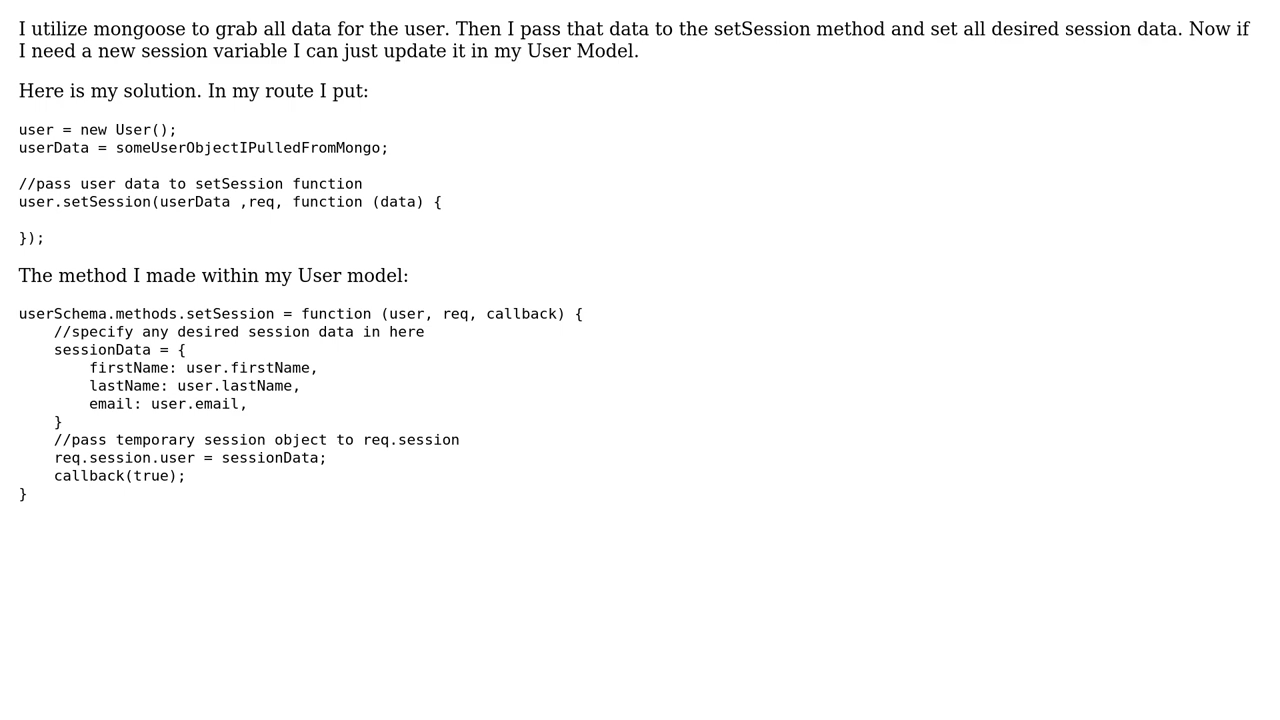 I utilize mongoose to grab all data for the user. Then I pass that data to the setSession method and set all desired session data. Now if
I need a new session variable I can just update it in my User Model.
Here is my solution. In my route I put:
user = new User();
userData = someUserObjectIPulledFromMongo;
//pass user data to setSession function
user.setSession(userData ,req, function (data) {
});
The method I made within my User model:
userSchema.methods.setSession = function (user, req, callback) {
    //specify any desired session data in here
    sessionData = {
        firstName: user.firstName,
        lastName: user.lastName,
        email: user.email,
    }
    //pass temporary session object to req.session
    req.session.user = sessionData;
    callback(true);
}